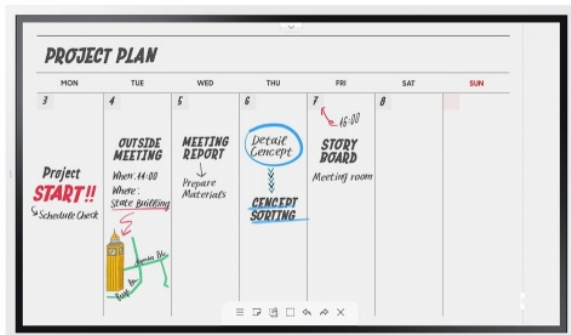 PROJECT PLAN
MON TUE WED THU FRI SAT SUN
3 4 5 6 7 8
16:00
Project
START!!
Schedule Check
OUTSIDE
MEETING
When: 14:00
Where:
State Building
MEETING
REPORT
Prepare
Materials
Detail
Concept
CENCEPT
SORTING
STORY
BOARD
Meeting room